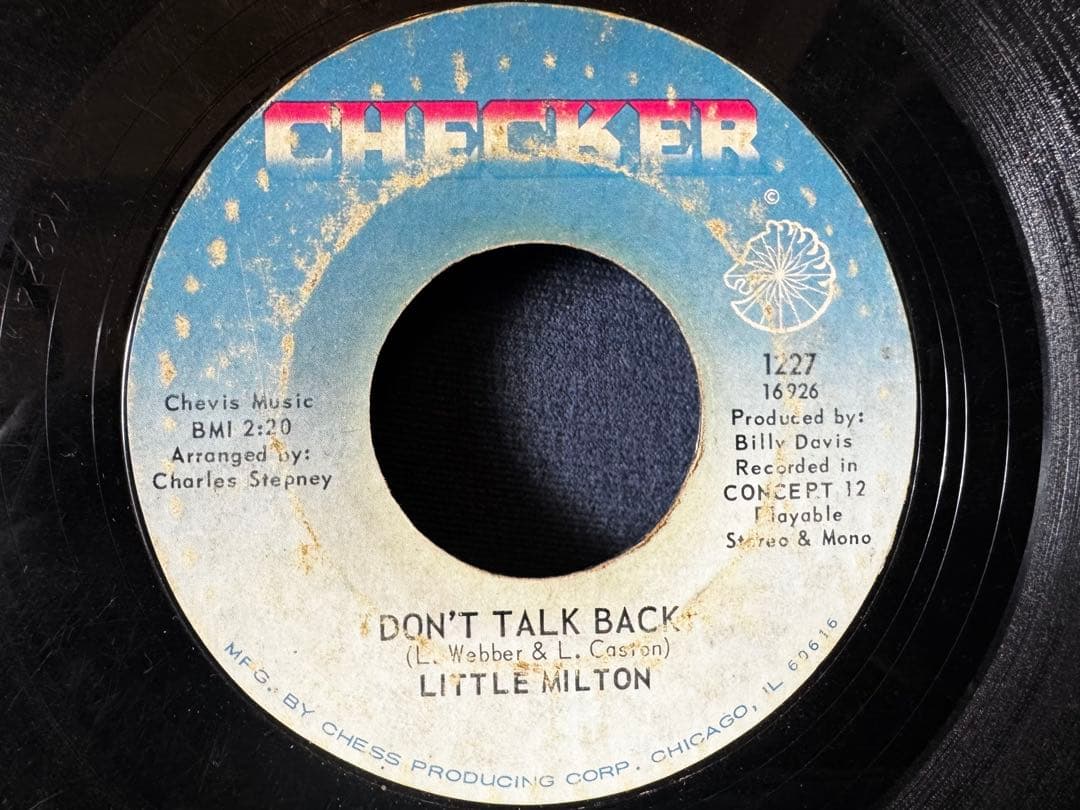 CHECKER
©
1227
16926
Produced by:
Billy Davis
Recorded in
CONCEPT 12
Playable
Stereo & Mono
Chevis Music
BMI 2:20
Arranged by:
Charles Stepney
DON'T TALK BACK
(L. Webber & L. Caston)
LITTLE MILTON
MFG. BY CHESS PRODUCING CORP. CHICAGO, IL 60616